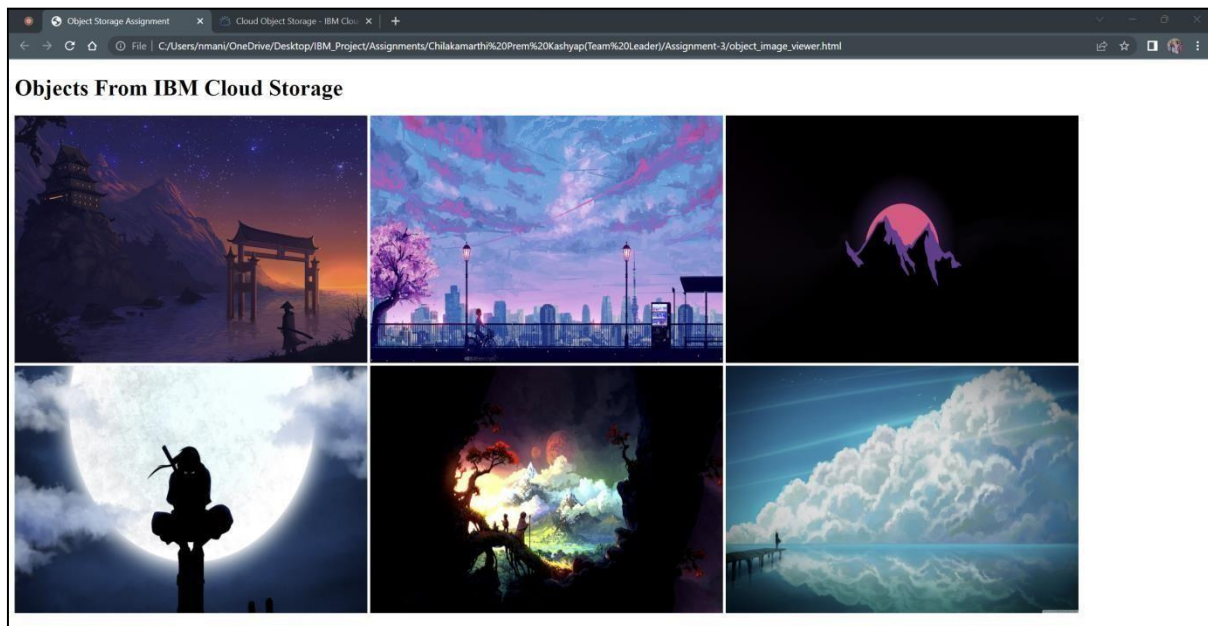 Object Storage Assignment
Cloud Object Storage - IBM Clou
File | C:/Users/nmani/OneDrive/Desktop/IBM_Project/Assignments/Chilakamarthi%20Prem%20Kashyap(Team%20Leader)/Assignment-3/object_image_viewer.html
Objects From IBM Cloud Storage